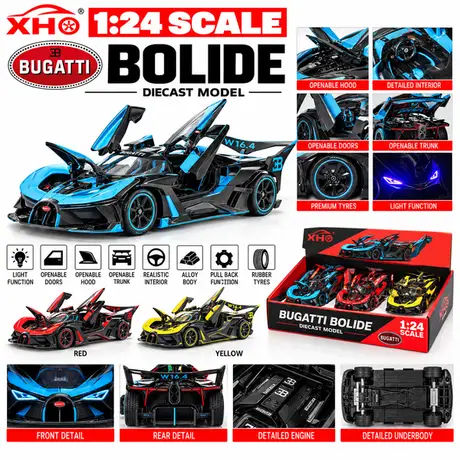 XHO 1:24 SCALE
BUGATTI
BOLIDE
DIECAST MODEL
OPENABLE HOOD
DETAILED INTERIOR
OPENABLE DOORS
OPENABLE TRUNK
PREMIUM TYRES
LIGHT FUNCTION
W16.4
EB
LIGHT FUNCTION
OPENABLE DOORS
OPENABLE HOOD
OPENABLE TRUNK
REALISTIC INTERIOR
ALLOY BODY
PULL BACK FUNCTION
RUBBER TYRES
RED
YELLOW
XHO
BUGATTI BOLIDE
DIECAST MODEL
1:24 SCALE
BUGATTI
W16.4
FRONT DETAIL
REAR DETAIL
DETAILED ENGINE
DETAILED UNDERBODY